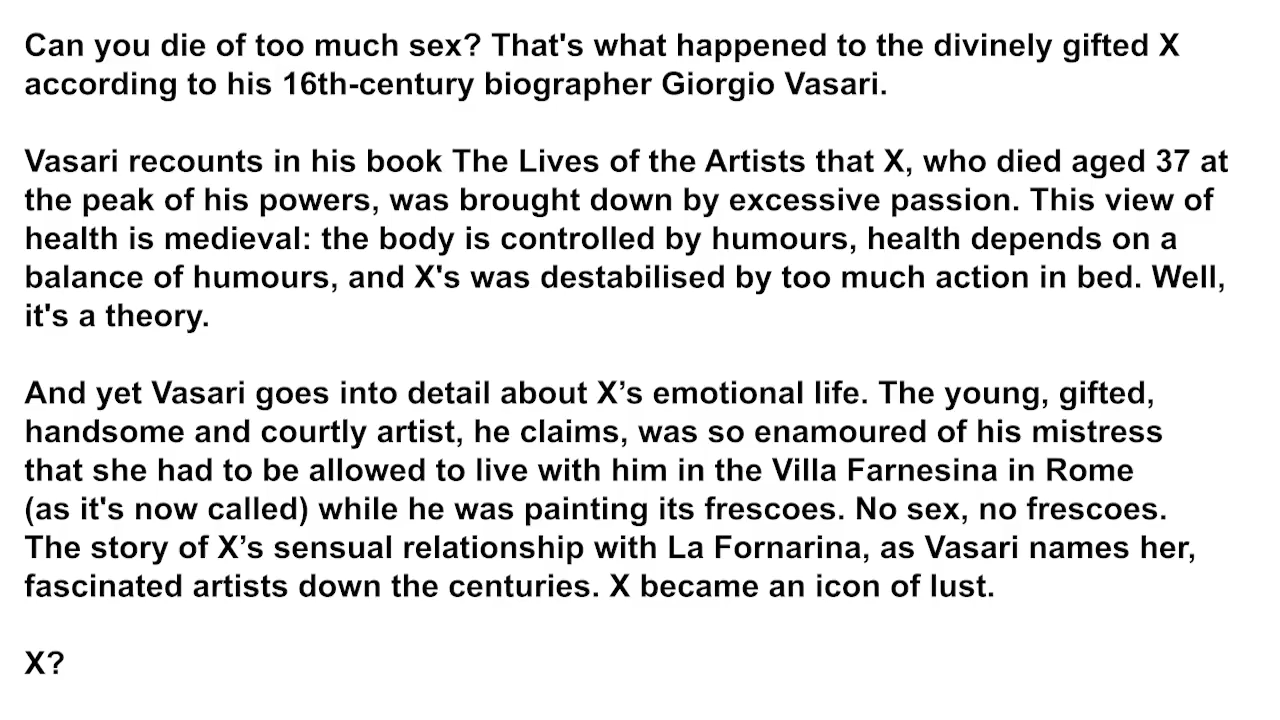 Can you die of too much sex? That's what happened to the divinely gifted X
according to his 16th-century biographer Giorgio Vasari.
Vasari recounts in his book The Lives of the Artists that X, who died aged 37 at
the peak of his powers, was brought down by excessive passion. This view of
health is medieval: the body is controlled by humours, health depends on a
balance of humours, and X's was destabilised by too much action in bed. Well,
it's a theory.
And yet Vasari goes into detail about X’s emotional life. The young, gifted,
handsome and courtly artist, he claims, was so enamoured of his mistress
that she had to be allowed to live with him in the Villa Farnesina in Rome
(as it's now called) while he was painting its frescoes. No sex, no frescoes.
The story of X’s sensual relationship with La Fornarina, as Vasari names her,
fascinated artists down the centuries. X became an icon of lust.
X?